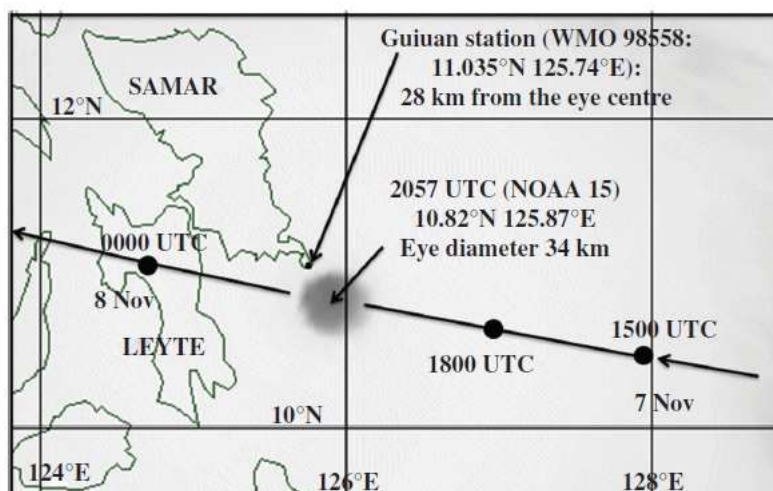 Guiuan station (WMO 98558:
11.035°N 125.74°E):
28 km from the eye centre
SAMAR
12°N
2057 UTC (NOAA 15)
10.82°N 125.87°E
Eye diameter 34 km
0000 UTC
8 Nov
LEYTE
1800 UTC
1500 UTC
7 Nov
10°N
124°E
126°E
128°E